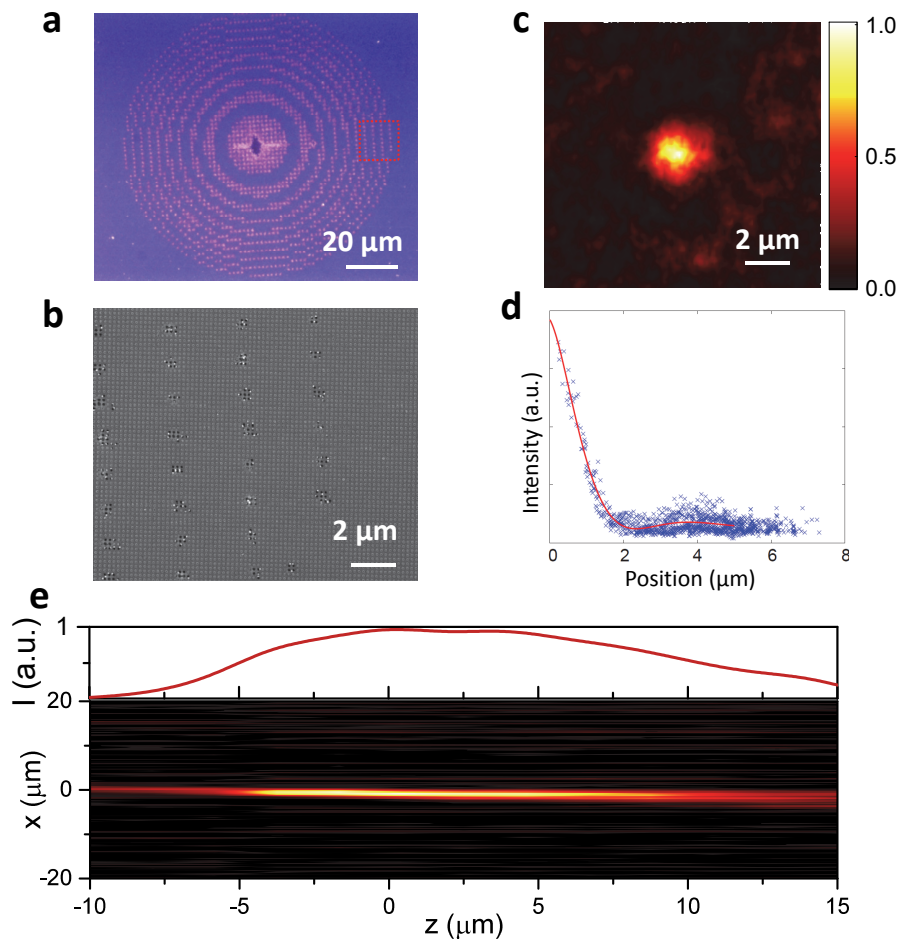 a
20 μm
b
2 μm
c
1.0
0.5
0.0
2 μm
d
Intensity (a.u.)
0 2 4 6 8
Position (μm)
e
I (a.u.)
1
20
x (μm)
0
-20
-10 -5 0 5 10 15
z (μm)